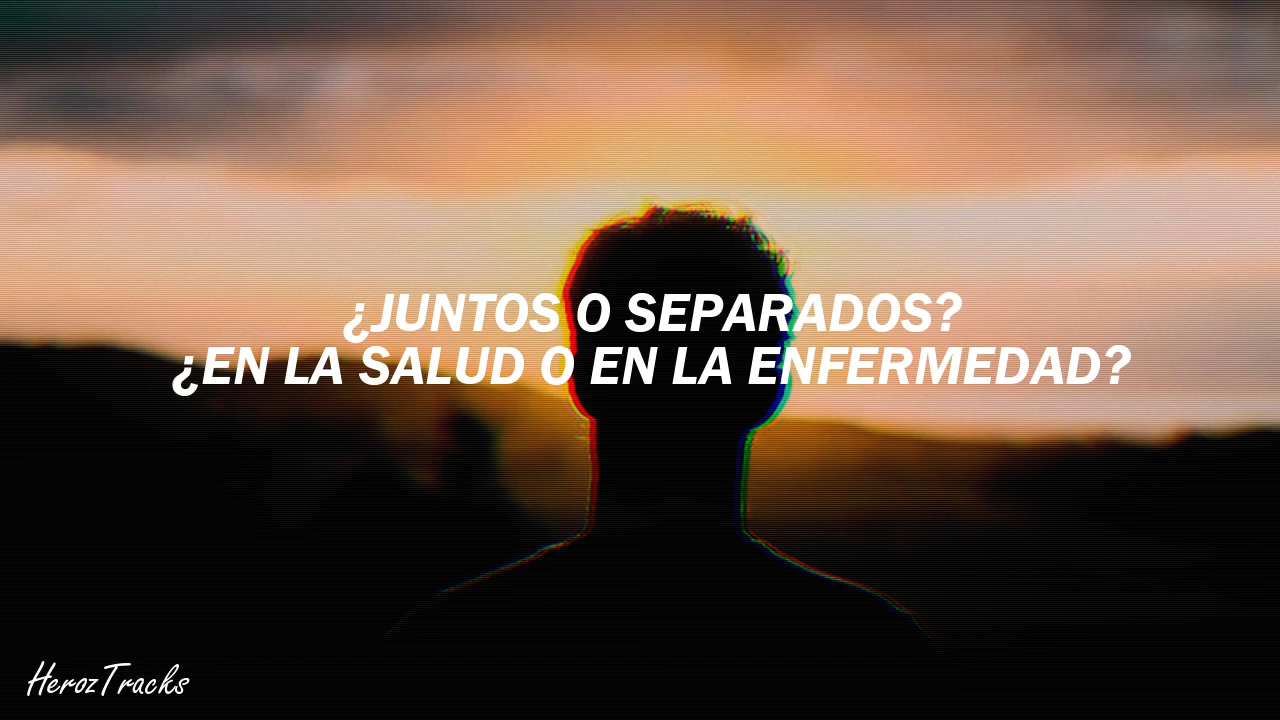 ¿JUNTOS O SEPARADOS?
¿EN LA SALUD O EN LA ENFERMEDAD?
HerozTracks